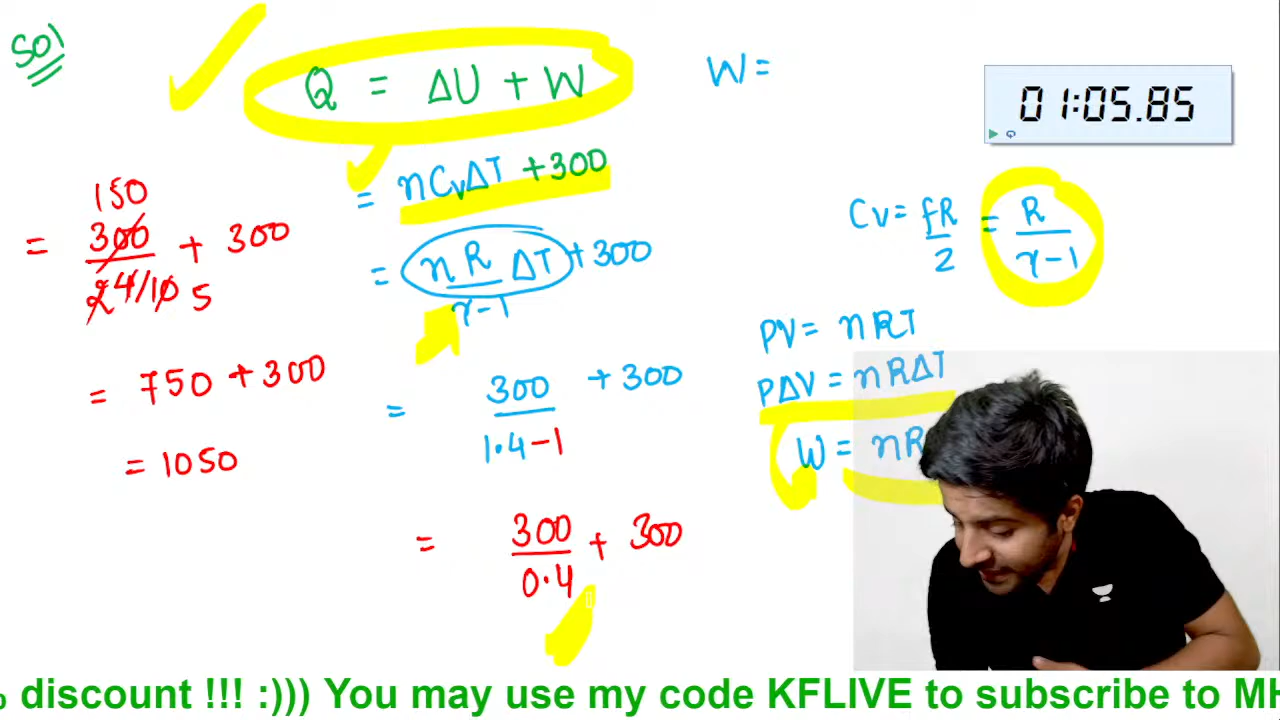 Sol
Q = ΔU + W
W =
01:05.85
= nCvΔT + 300
Cv = fR/2 = R/γ-1
= nR/γ-1 ΔT + 300
PV = nRT
PΔV = nRΔT
W = nR
= 300/1.4-1 + 300
= 300/0.4 + 300
150
= 300/4/10 + 300
5
= 750 + 300
= 1050
discount !!! :))) You may use my code KFLIVE to subscribe to